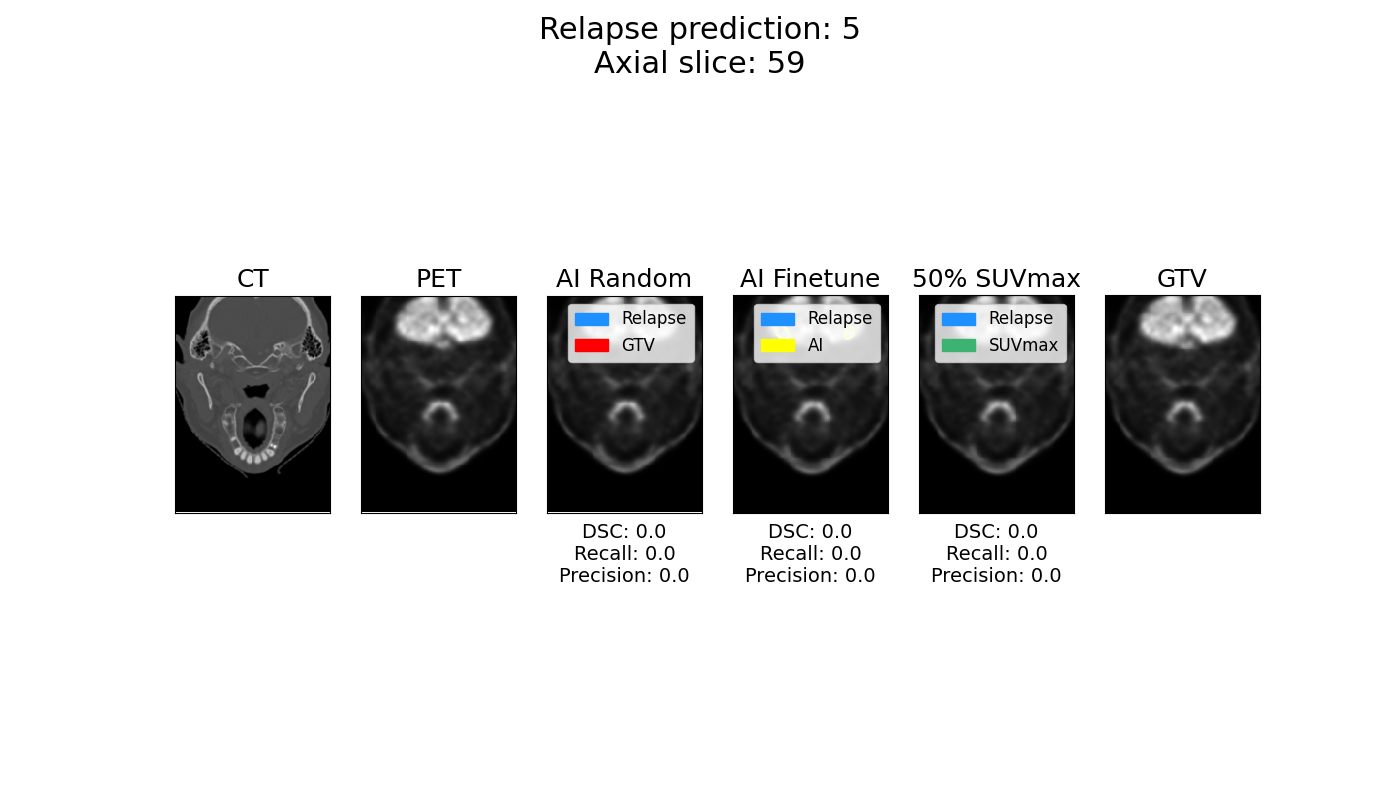 Relapse prediction: 5
Axial slice: 59
CT
PET
AI Random
AI Finetune
50% SUVmax
GTV
Relapse
GTV
Relapse
AI
Relapse
SUVmax
DSC: 0.0
Recall: 0.0
Precision: 0.0
DSC: 0.0
Recall: 0.0
Precision: 0.0
DSC: 0.0
Recall: 0.0
Precision: 0.0